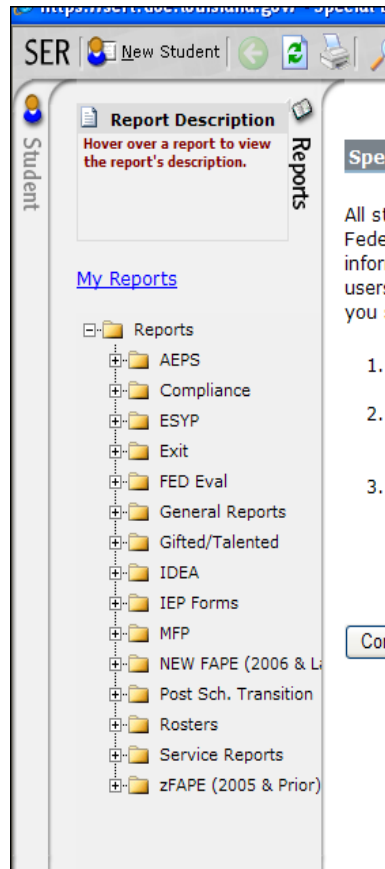 SER New Student
Student
Report Description
Hover over a report to view
the report's description.
Reports
My Reports
Reports
AEPS
Compliance
ESYP
Exit
FED Eval
General Reports
Gifted/Talented
IDEA
IEP Forms
MFP
NEW FAPE (2006 & L
Post Sch. Transition
Rosters
Service Reports
zFAPE (2005 & Prior)
Spe
All st
Fede
infor
users
you
1.
2.
3.
Co